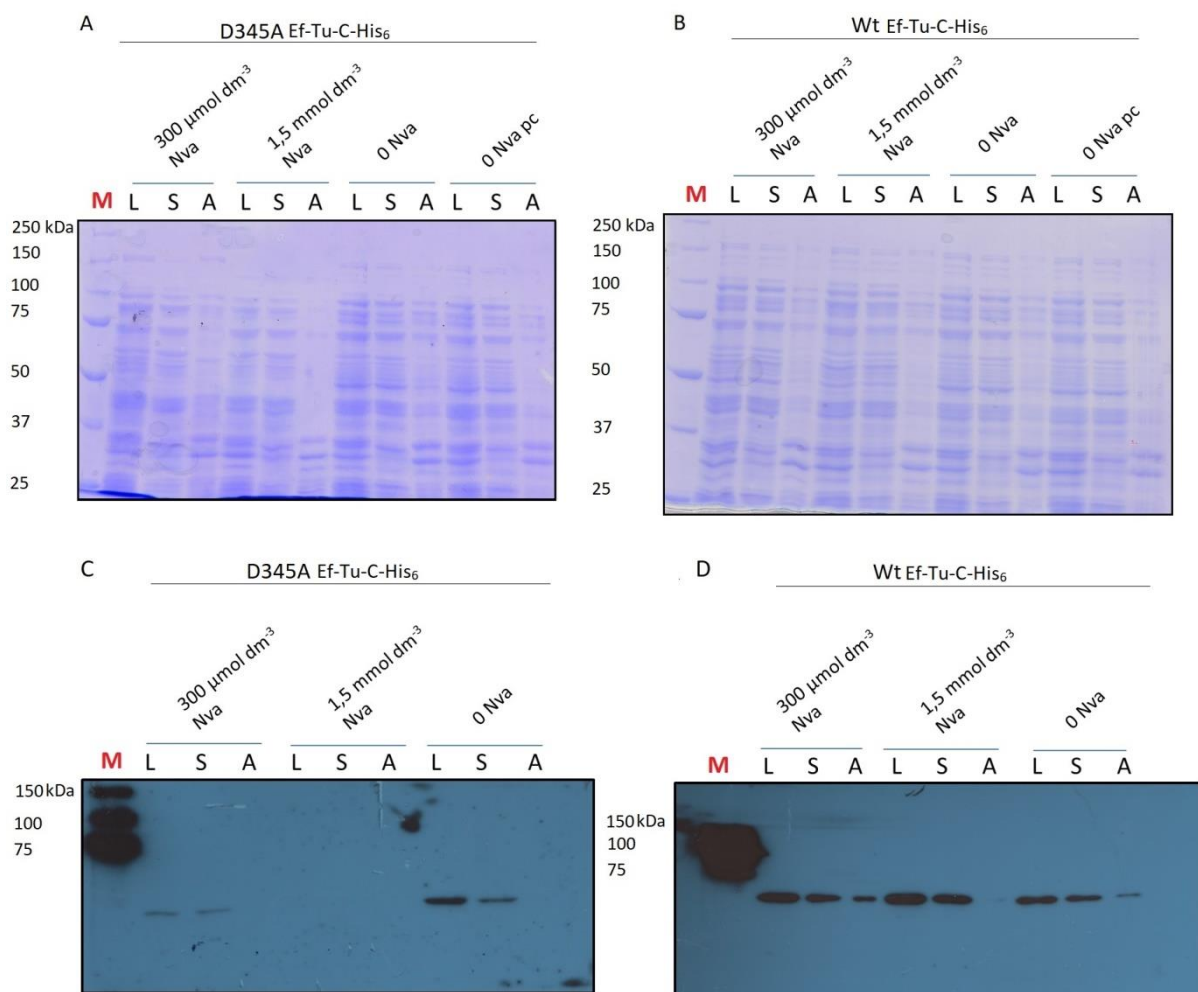 A
D345A Ef-Tu-C-His₆
300 µmol dm⁻³
Nva
1,5 mmol dm⁻³
Nva
0 Nva
0 Nva pc
M L S A L S A L S A L S A
250 kDa
150
100
75
50
37
25
B
Wt Ef-Tu-C-His₆
300 µmol dm⁻³
Nva
1,5 mmol dm⁻³
Nva
0 Nva
0 Nva pc
M L S A L S A L S A L S A
250 kDa
150
100
75
50
37
25
C
D345A Ef-Tu-C-His₆
300 µmol dm⁻³
Nva
1,5 mmol dm⁻³
Nva
0 Nva
M L S A L S A L S A
150 kDa
100
75
D
Wt Ef-Tu-C-His₆
300 µmol dm⁻³
Nva
1,5 mmol dm⁻³
Nva
0 Nva
M L S A L S A L S A
150 kDa
100
75